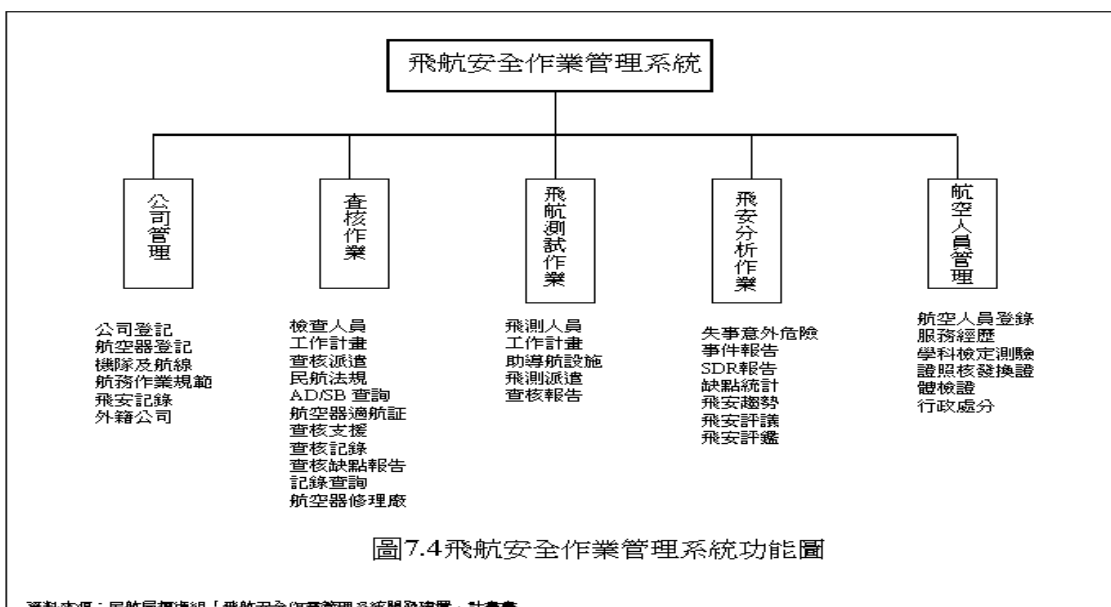 飛航安全作業管理系統
公司管理
公司登記
航空器登記
機隊及航線
航務作業規範
飛安記錄
外籍公司
查核作業
檢查人員
工作計畫
查核派遣
民航法規
AD/SB 查詢
航空器適航証
查核支援
查核記錄
查核缺點報告
記錄查詢
航空器修理廠
飛航測試作業
飛測人員
工作計畫
助導航設施
飛測派遣
查核報告
飛安分析作業
失事意外危險
事件報告
SDR報告
缺點統計
飛安趨勢
飛安評議
飛安評鑑
航空人員管理
航空人員登錄
服務經歷
學科檢定測驗
證照核發換證
體檢證
行政處分
圖7.4飛航安全作業管理系統功能圖